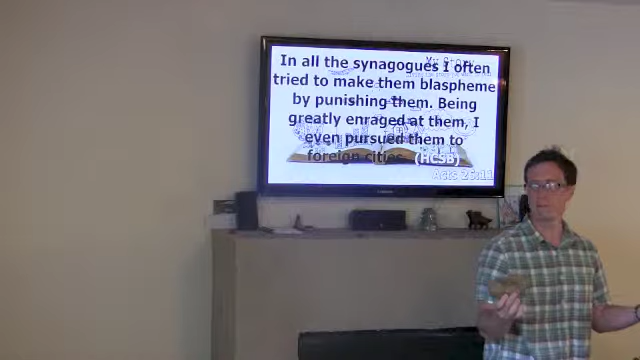 In all the synagogues I often
tried to make them blaspheme
by punishing them. Being
greatly enraged at them, I
even pursued them to
foreign cities. (HCSB)
Acts 26:11